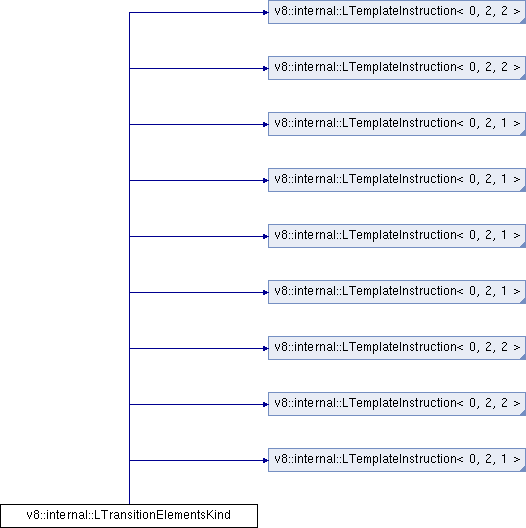 v8::internal::LTemplateInstruction< 0, 2, 2 >
v8::internal::LTemplateInstruction< 0, 2, 2 >
v8::internal::LTemplateInstruction< 0, 2, 1 >
v8::internal::LTemplateInstruction< 0, 2, 1 >
v8::internal::LTemplateInstruction< 0, 2, 1 >
v8::internal::LTemplateInstruction< 0, 2, 1 >
v8::internal::LTemplateInstruction< 0, 2, 2 >
v8::internal::LTemplateInstruction< 0, 2, 2 >
v8::internal::LTemplateInstruction< 0, 2, 1 >
v8::internal::LTransitionElementsKind